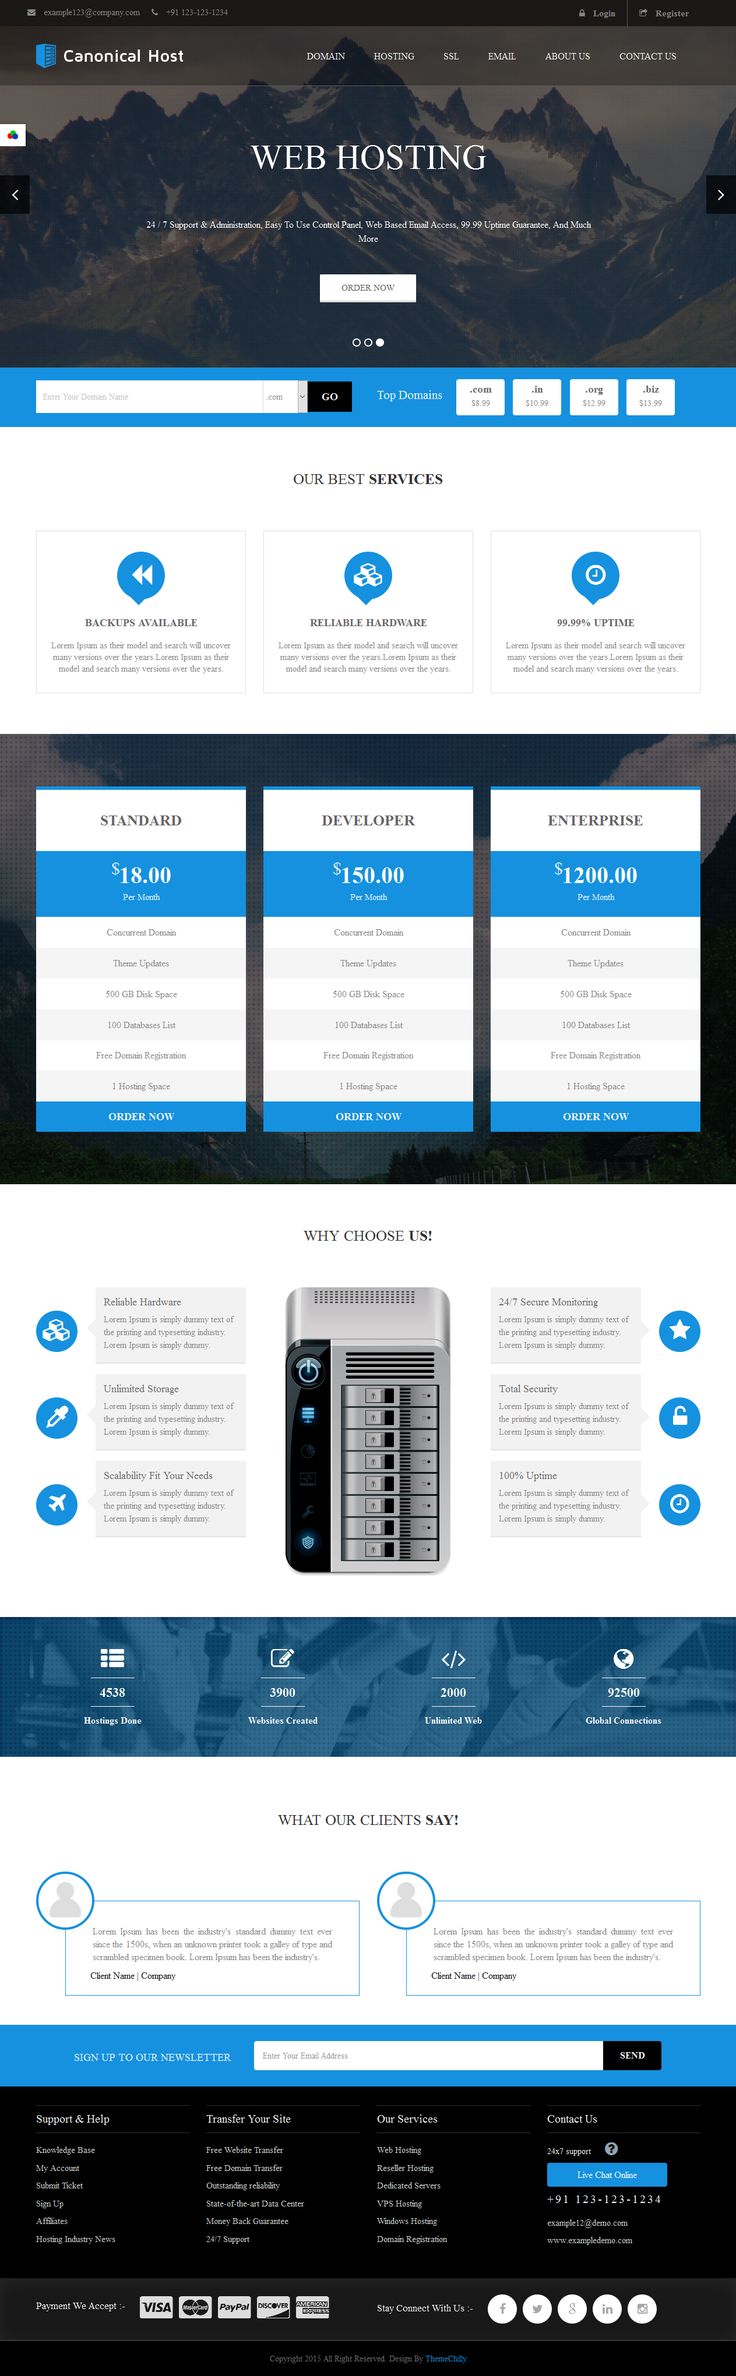 example123@company.com +91 123-123-1234 Login Register
Canonical Host DOMAIN HOSTING SSL EMAIL ABOUT US CONTACT US
WEB HOSTING
24 / 7 Support & Administration, Easy To Use Control Panel, Web Based Email Access, 99.99 Uptime Guarantee, And Much
More
ORDER NOW
Enter Your Domain Name .com GO Top Domains
.com
$8.99
.in
$10.99
.org
$12.99
.biz
$13.99
OUR BEST SERVICES
BACKUPS AVAILABLE
Lorem Ipsum as their model and search will uncover
many versions over the years.Lorem Ipsum as their
model and search many versions over the years.
RELIABLE HARDWARE
Lorem Ipsum as their model and search will uncover
many versions over the years.Lorem Ipsum as their
model and search many versions over the years.
99.99% UPTIME
Lorem Ipsum as their model and search will uncover
many versions over the years.Lorem Ipsum as their
model and search many versions over the years.
STANDARD
$18.00
Per Month
Concurrent Domain
Theme Updates
500 GB Disk Space
100 Databases List
Free Domain Registration
1 Hosting Space
ORDER NOW
DEVELOPER
$150.00
Per Month
Concurrent Domain
Theme Updates
500 GB Disk Space
100 Databases List
Free Domain Registration
1 Hosting Space
ORDER NOW
ENTERPRISE
$1200.00
Per Month
Concurrent Domain
Theme Updates
500 GB Disk Space
100 Databases List
Free Domain Registration
1 Hosting Space
ORDER NOW
WHY CHOOSE US!
Reliable Hardware
Lorem Ipsum is simply dummy text of
the printing and typesetting industry.
Lorem Ipsum is simply dummy.
Unlimited Storage
Lorem Ipsum is simply dummy text of
the printing and typesetting industry.
Lorem Ipsum is simply dummy.
Scalability Fit Your Needs
Lorem Ipsum is simply dummy text of
the printing and typesetting industry.
Lorem Ipsum is simply dummy.
24/7 Secure Monitoring
Lorem Ipsum is simply dummy text of
the printing and typesetting industry.
Lorem Ipsum is simply dummy.
Total Security
Lorem Ipsum is simply dummy text of
the printing and typesetting industry.
Lorem Ipsum is simply dummy.
100% Uptime
Lorem Ipsum is simply dummy text of
the printing and typesetting industry.
Lorem Ipsum is simply dummy.
4538
Hostings Done
3900
Websites Created
2000
Unlimited Web
92500
Global Connections
WHAT OUR CLIENTS SAY!
Lorem Ipsum has been the industry's standard dummy text ever
since the 1500s, when an unknown printer took a galley of type and
scrambled specimen book. Lorem Ipsum has been the industry's.
Client Name | Company
Lorem Ipsum has been the industry's standard dummy text ever
since the 1500s, when an unknown printer took a galley of type and
scrambled specimen book. Lorem Ipsum has been the industry's.
Client Name | Company
SIGN UP TO OUR NEWSLETTER Enter Your Email Address SEND
Support & Help
Knowledge Base
My Account
Submit Ticket
Sign Up
Affiliates
Hosting Industry News
Transfer Your Site
Free Website Transfer
Free Domain Transfer
Outstanding reliability
State-of-the-art Data Center
Money Back Guarantee
24/7 Support
Our Services
Web Hosting
Reseller Hosting
Dedicated Servers
VPS Hosting
Windows Hosting
Domain Registration
Contact Us
24x7 support ?
Live Chat Online
+91 123-123-1234
example12@demo.com
www.exampledemo.com
Payment We Accept :- VISA MasterCard PayPal DISCOVER AMERICAN EXPRESS Stay Connect With Us :-
Copyright 2015 All Right Reserved. Design By ThemeChilly